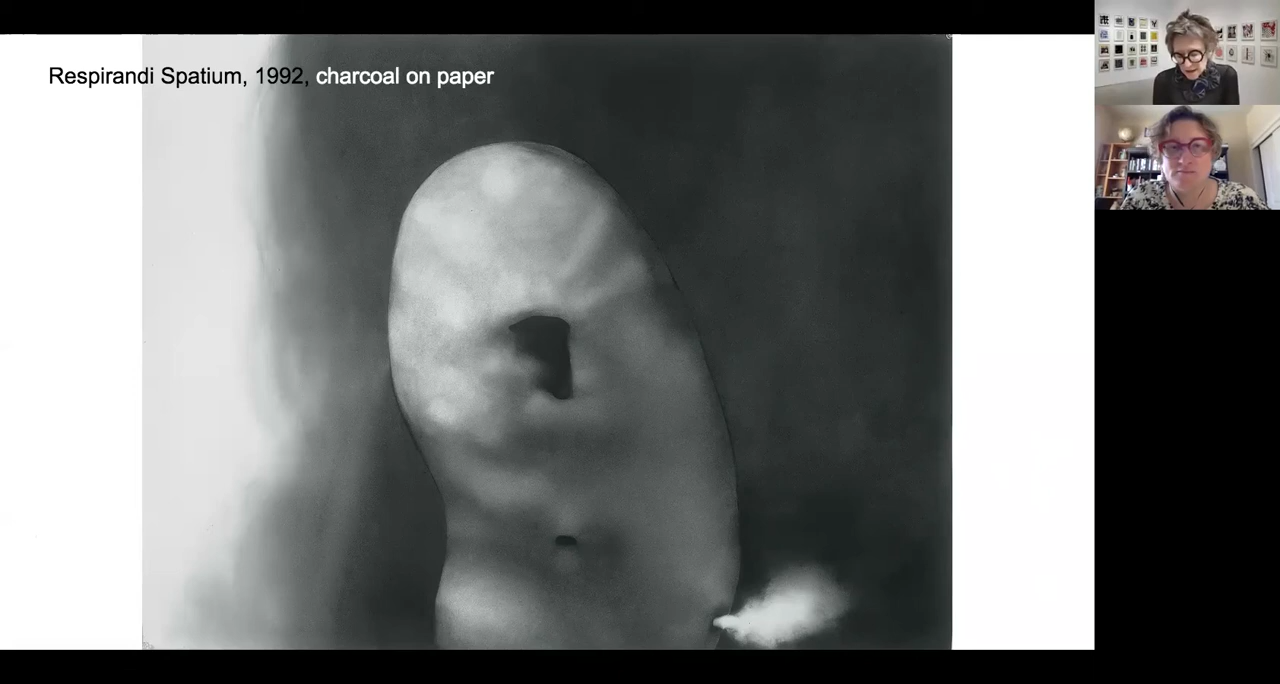 Respirandi Spatium, 1992, charcoal on paper